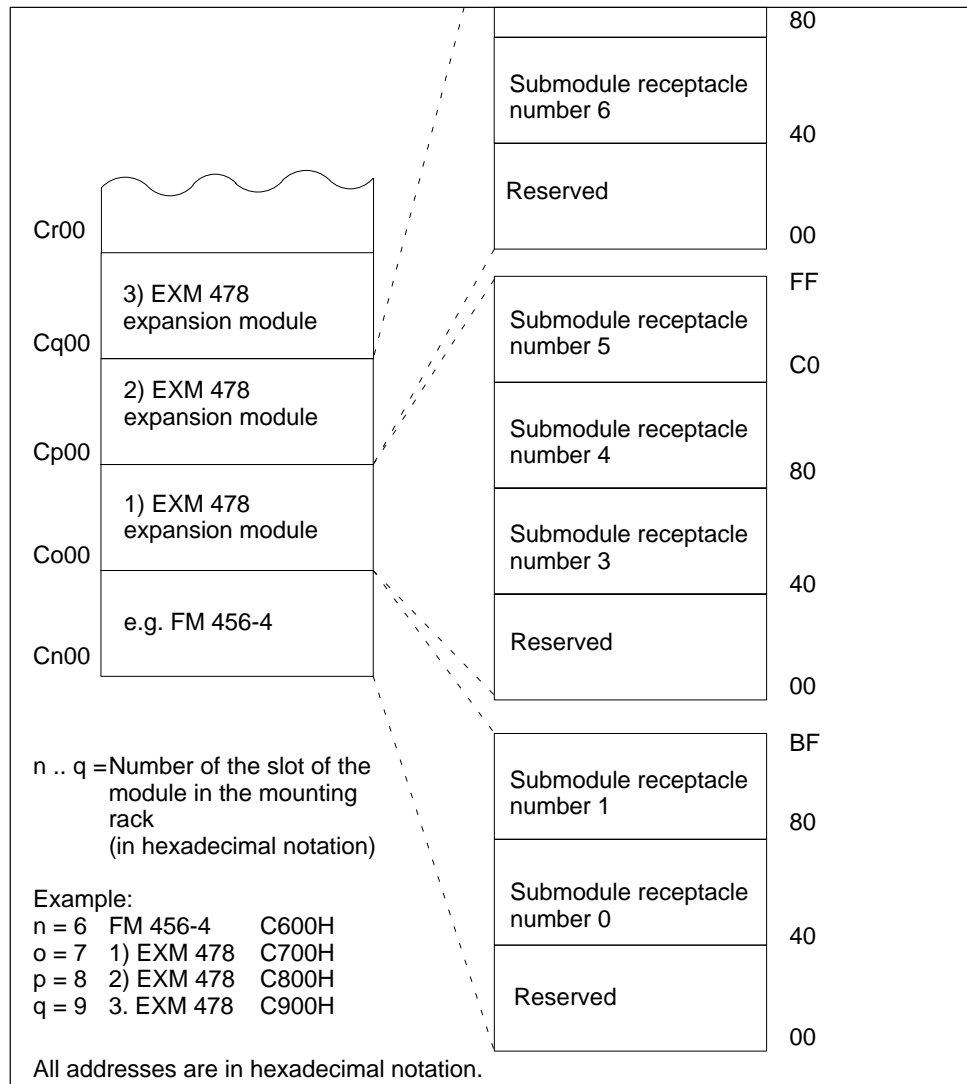 80
Submodule receptacle
number 6
40
Reserved
00
Cr00
3) EXM 478
expansion module
Cq00
2) EXM 478
expansion module
Cp00
1) EXM 478
expansion module
Co00
e.g. FM 456-4
Cn00
FF
Submodule receptacle
number 5
C0
Submodule receptacle
number 4
80
Submodule receptacle
number 3
40
Reserved
00
BF
Submodule receptacle
number 1
80
Submodule receptacle
number 0
40
Reserved
00
n .. q =Number of the slot of the
module in the mounting
rack
(in hexadecimal notation)
Example:
n = 6 FM 456-4 C600H
o = 7 1) EXM 478 C700H
p = 8 2) EXM 478 C800H
q = 9 3. EXM 478 C900H
All addresses are in hexadecimal notation.